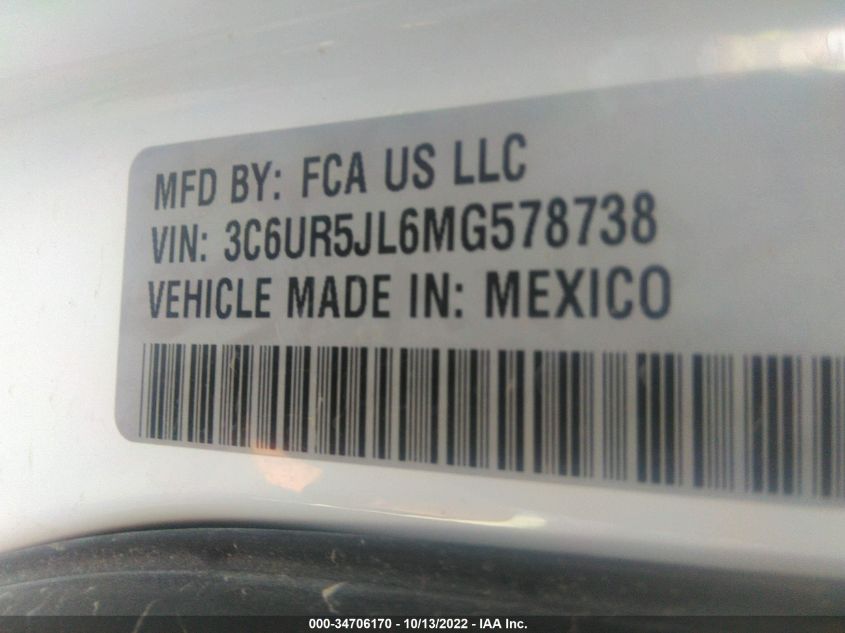 MFD BY: FCA US LLC
VIN: 3C6UR5JL6MG578738
VEHICLE MADE IN: MEXICO
000-34706170 - 10/13/2022 - IAA Inc.